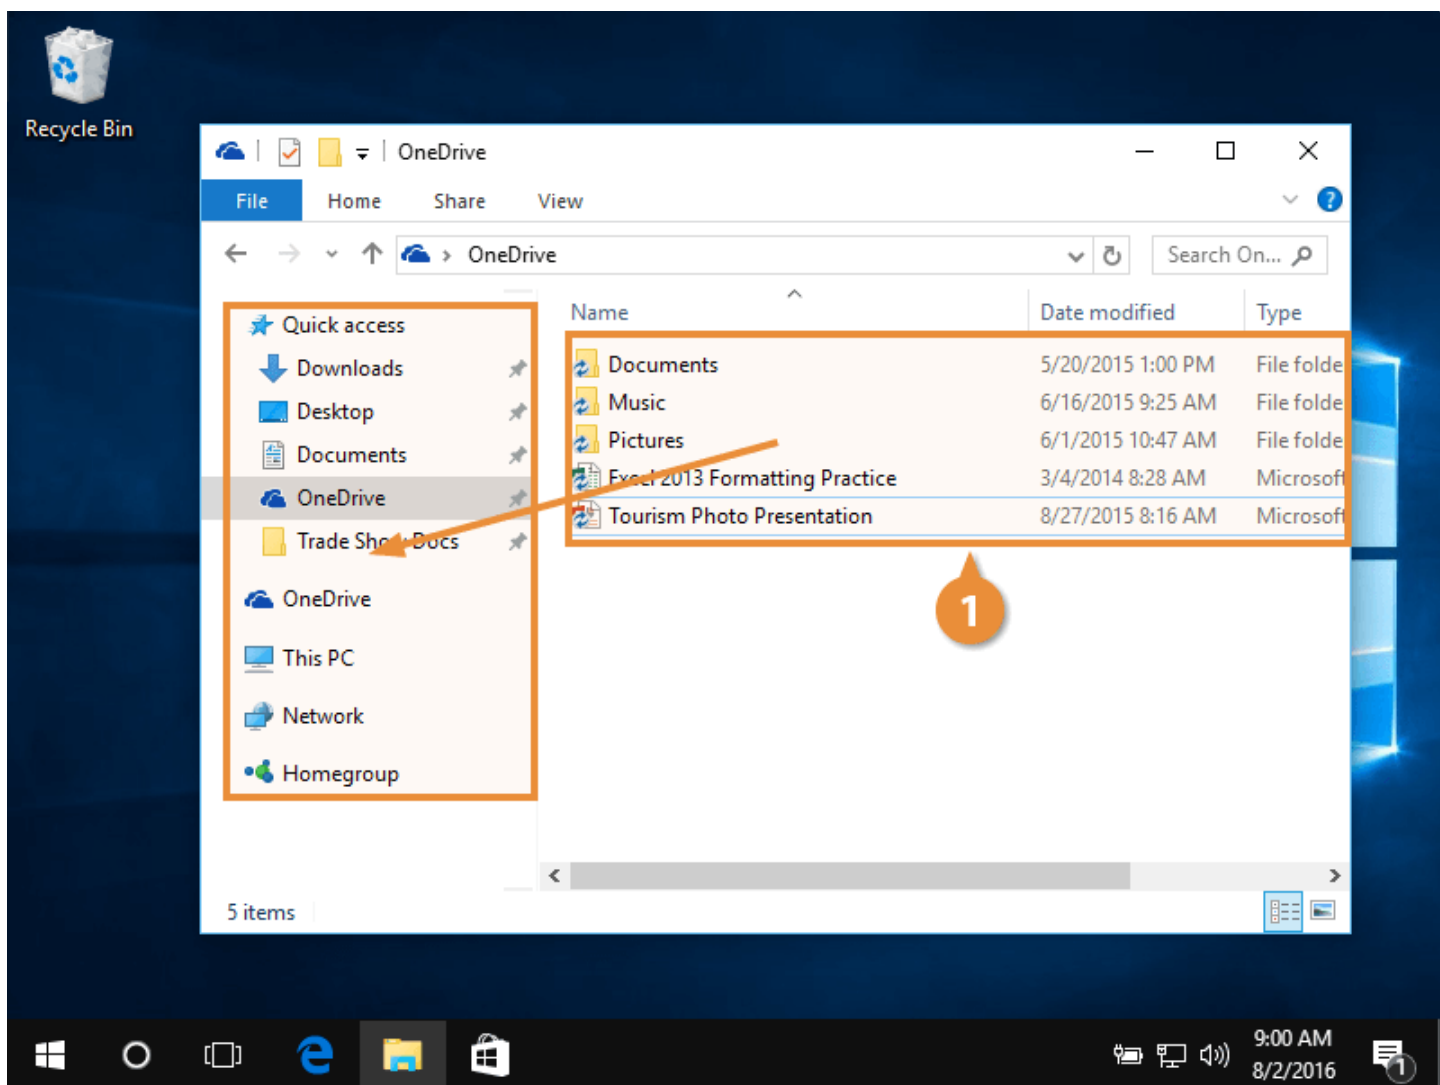 Recycle Bin
OneDrive
File Home Share View
?
OneDrive
Search On...
Name Date modified Type
Quick access
Downloads
Desktop
Documents
OneDrive
Trade Show Docs
OneDrive
This PC
Network
Homegroup
Documents 5/20/2015 1:00 PM File folde
Music 6/16/2015 9:25 AM File folde
Pictures 6/1/2015 10:47 AM File folde
Excel 2013 Formatting Practice 3/4/2014 8:28 AM Microsoft
Tourism Photo Presentation 8/27/2015 8:16 AM Microsoft
1
5 items
9:00 AM
8/2/2016
1